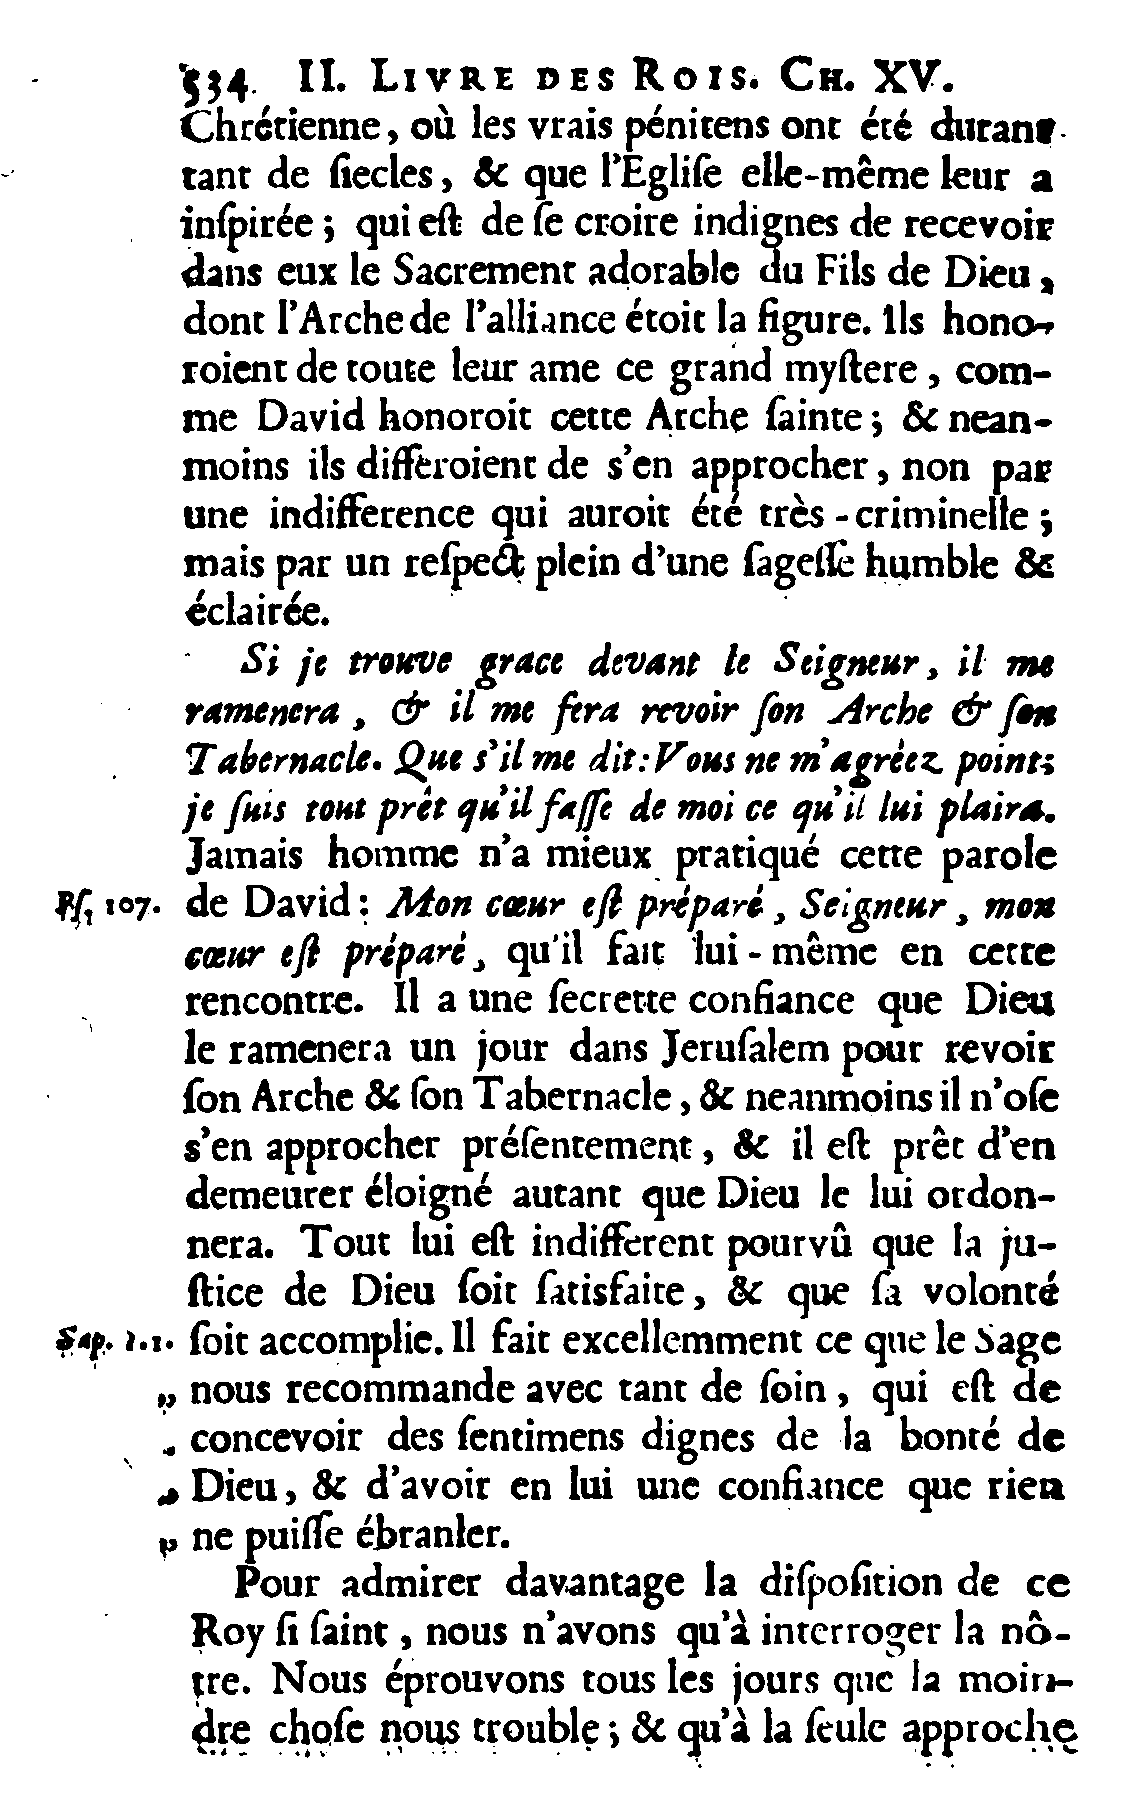 534. II. LIVRE DES ROIS. CH. XV.
Chrétienne, où les vrais pénitens ont été durant
tant de ſiecles, & que l'Egliſe elle-même leur a
inſpirée ; qui eſt de ſe croire indignes de recevoir
dans eux le Sacrement adorable du Fils de Dieu,
dont l'Arche de l'alliance étoit la figure. Ils hono-
roient de toute leur ame ce grand myſtere, com-
me David honoroit cette Arche ſainte ; & nean-
moins ils differoient de s'en approcher, non par
une indifference qui auroit été très-criminelle ;
mais par un reſpect plein d'une ſageſſe humble &
éclairée.
Si je trouve grace devant le Seigneur, il me
ramenera, & il me fera revoir ſon Arche & ſon
Tabernacle. Que s'il me dit: Vous ne m'agréez point;
je ſuis tout prêt qu'il faſſe de moi ce qu'il lui plaira.
Jamais homme n'a mieux pratiqué cette parole
Pſ. 107. de David : Mon cœur eſt préparé, Seigneur, mon
cœur eſt préparé, qu'il fait lui-même en cette
rencontre. Il a une ſecrette confiance que Dieu
le ramenera un jour dans Jeruſalem pour revoir
ſon Arche & ſon Tabernacle, & neanmoins il n'oſe
s'en approcher préſentement, & il eſt prêt d'en
demeurer éloigné autant que Dieu le lui ordon-
nera. Tout lui eſt indifferent pourvû que la ju-
ſtice de Dieu ſoit ſatisfaite, & que ſa volonté
Sap. 1.1. ſoit accomplie. Il fait excellemment ce que le Sage
„ nous recommande avec tant de ſoin, qui eſt de
„ concevoir des ſentimens dignes de la bonté de
„ Dieu, & d'avoir en lui une confiance que rien
„ ne puiſſe ébranler.
Pour admirer davantage la diſpoſition de ce
Roy ſi ſaint, nous n'avons qu'à interroger la nô-
tre. Nous éprouvons tous les jours que la moin-
dre choſe nous trouble ; & qu'à la ſeule approche